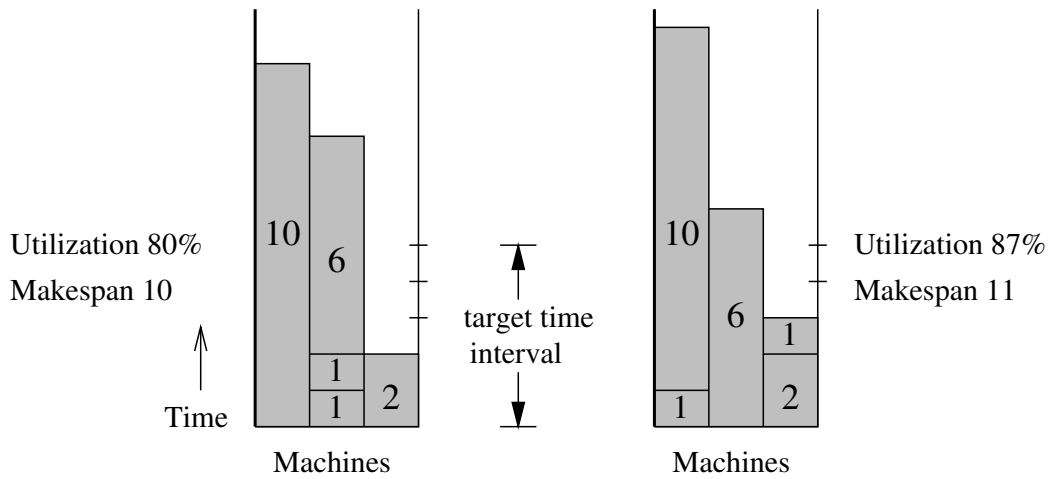 Utilization 80%
Makespan 10
Time
10
6
1
1
2
Machines
target time
interval
10
1
6
1
2
Machines
Utilization 87%
Makespan 11